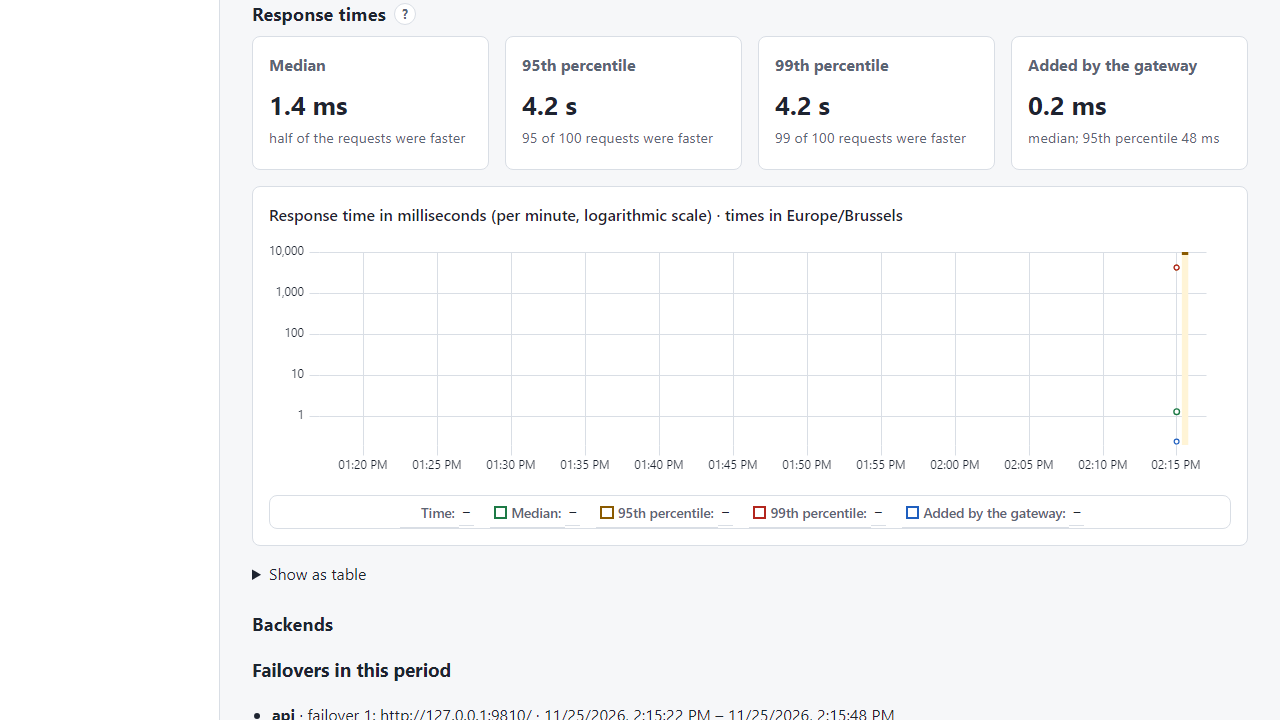 Response times ?
Median
1.4 ms
half of the requests were faster
95th percentile
4.2 s
95 of 100 requests were faster
99th percentile
4.2 s
99 of 100 requests were faster
Added by the gateway
0.2 ms
median; 95th percentile 48 ms
Response time in milliseconds (per minute, logarithmic scale) · times in Europe/Brussels
10,000
1,000
100
10
1
01:20 PM 01:25 PM 01:30 PM 01:35 PM 01:40 PM 01:45 PM 01:50 PM 01:55 PM 02:00 PM 02:05 PM 02:10 PM 02:15 PM
Time: – Median: – 95th percentile: – 99th percentile: – Added by the gateway: –
Show as table
Backends
Failovers in this period
api · failover 1: http://127.0.0.1:9810/ · 11/25/2026, 2:15:22 PM – 11/25/2026, 2:15:48 PM